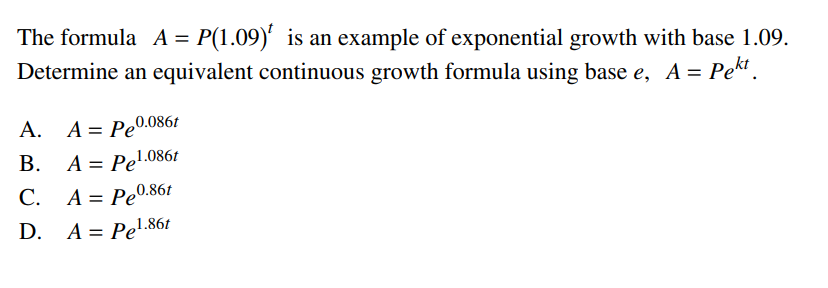 The formula A = P(1.09)^t is an example of exponential growth with base 1.09.
Determine an equivalent continuous growth formula using base e, A = Pe^{kt}.
A. A = Pe^{0.086t}
B. A = Pe^{1.086t}
C. A = Pe^{0.86t}
D. A = Pe^{1.86t}